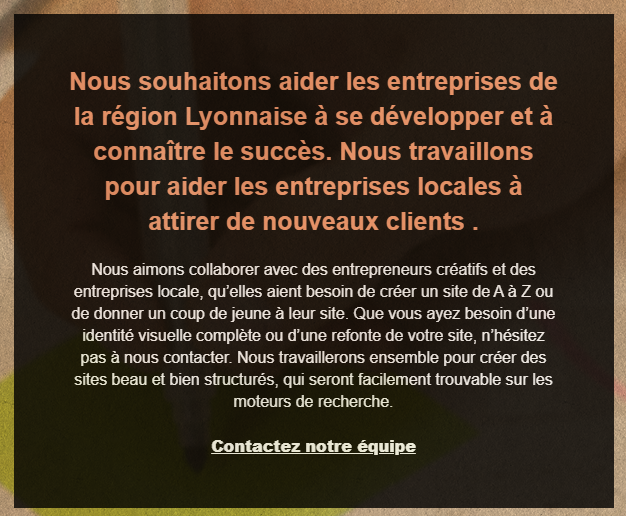 Nous souhaitons aider les entreprises de
la région Lyonnaise à se développer et à
connaître le succès. Nous travaillons
pour aider les entreprises locales à
attirer de nouveaux clients .
Nous aimons collaborer avec des entrepreneurs créatifs et des
entreprises locale, qu’elles aient besoin de créer un site de A à Z ou
de donner un coup de jeune à leur site. Que vous ayez besoin d’une
identité visuelle complète ou d’une refonte de votre site, n’hésitez
pas à nous contacter. Nous travaillerons ensemble pour créer des
sites beau et bien structurés, qui seront facilement trouvable sur les
moteurs de recherche.
Contactez notre équipe